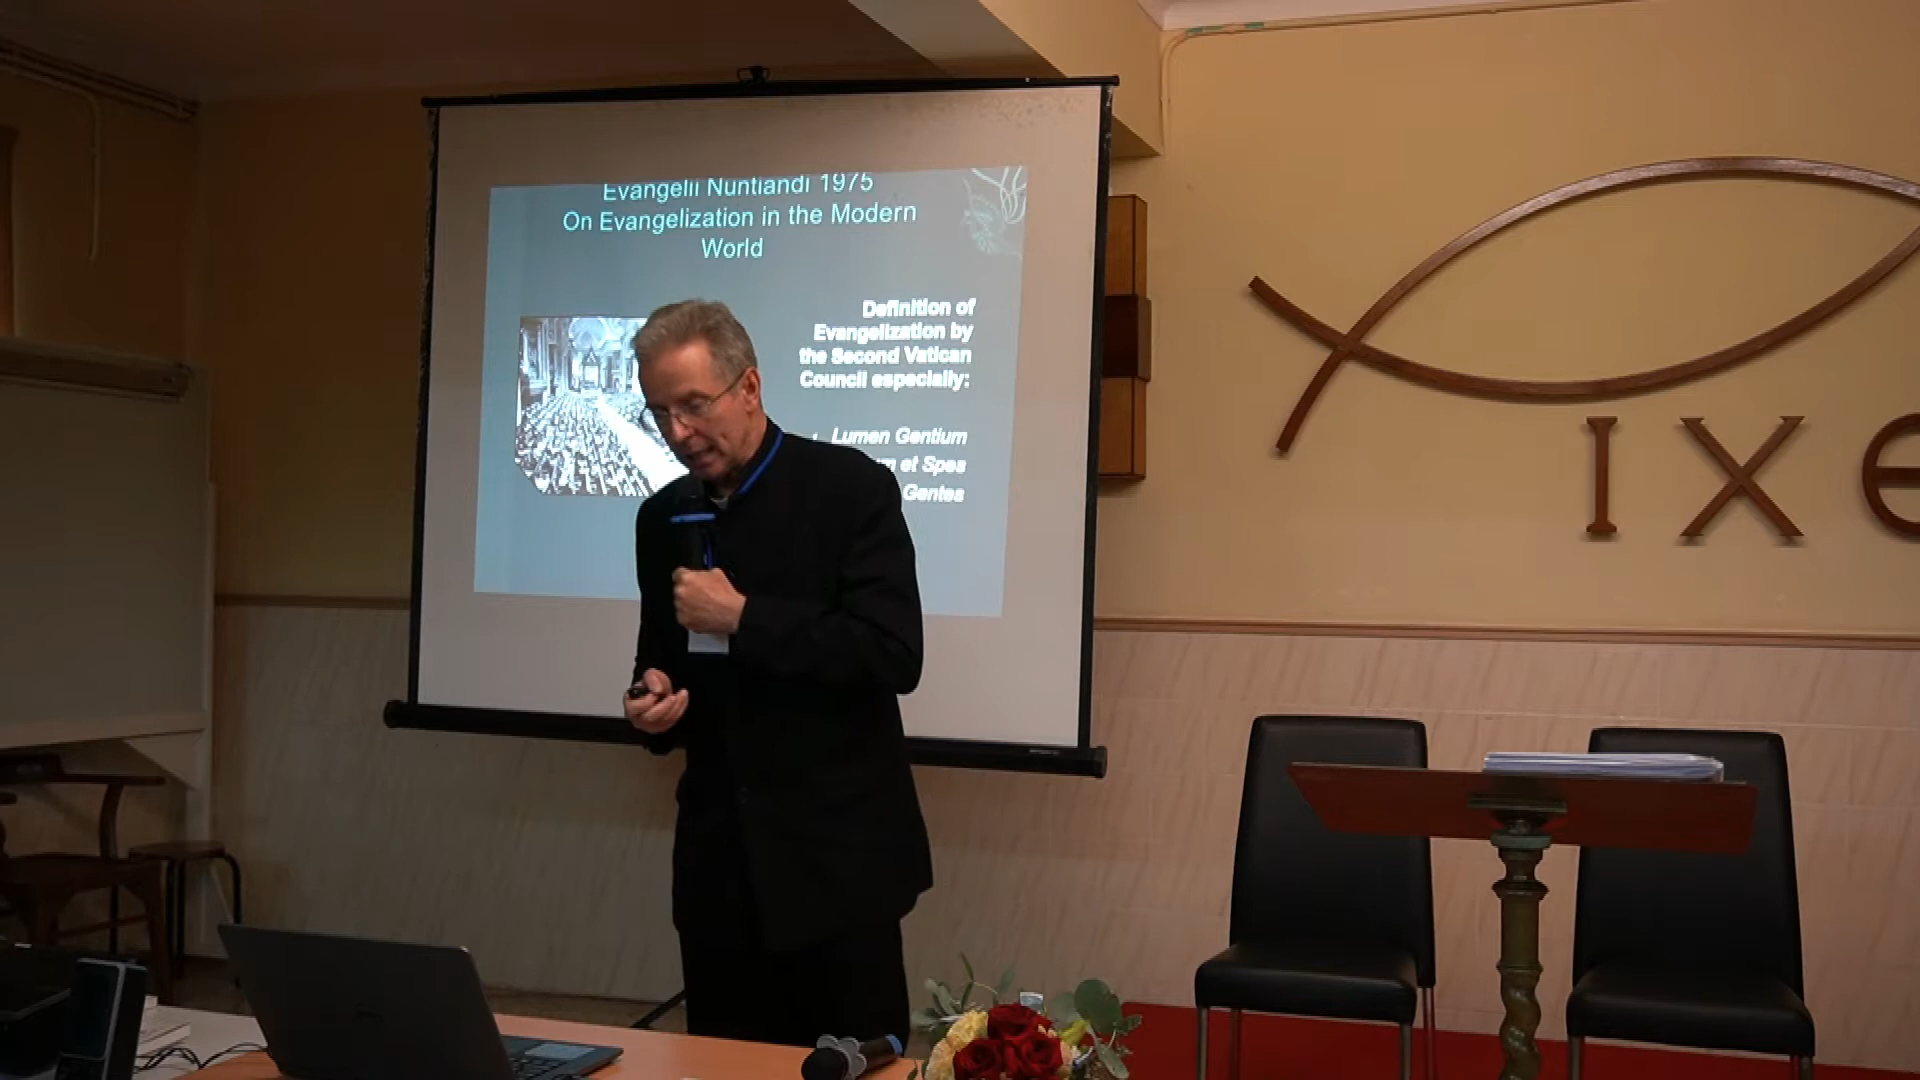 Evangelii Nuntiandi 1975
On Evangelization in the Modern
World
Definition of
Evangelization by
the Second Vatican
Council especially:
Lumen Gentium
et Spes
Gentes
IXΘ